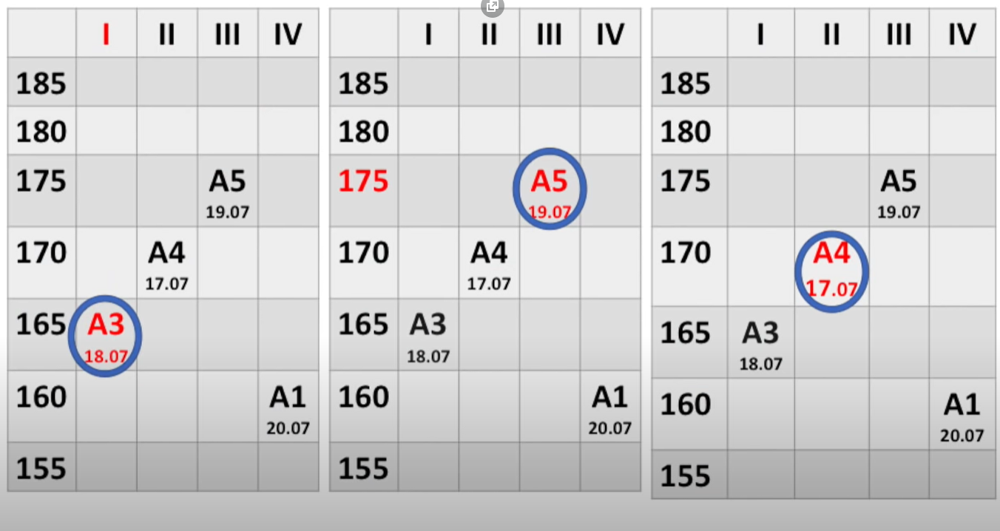 I II III IV
185
180
175 A5
19.07
170 A4
17.07
165 A3
18.07
160 A1
20.07
155
I II III IV
185
180
175 A5
19.07
170 A4
17.07
165 A3
18.07
160 A1
20.07
155
I II III IV
185
180
175 A5
19.07
170 A4
17.07
165 A3
18.07
160 A1
20.07
155